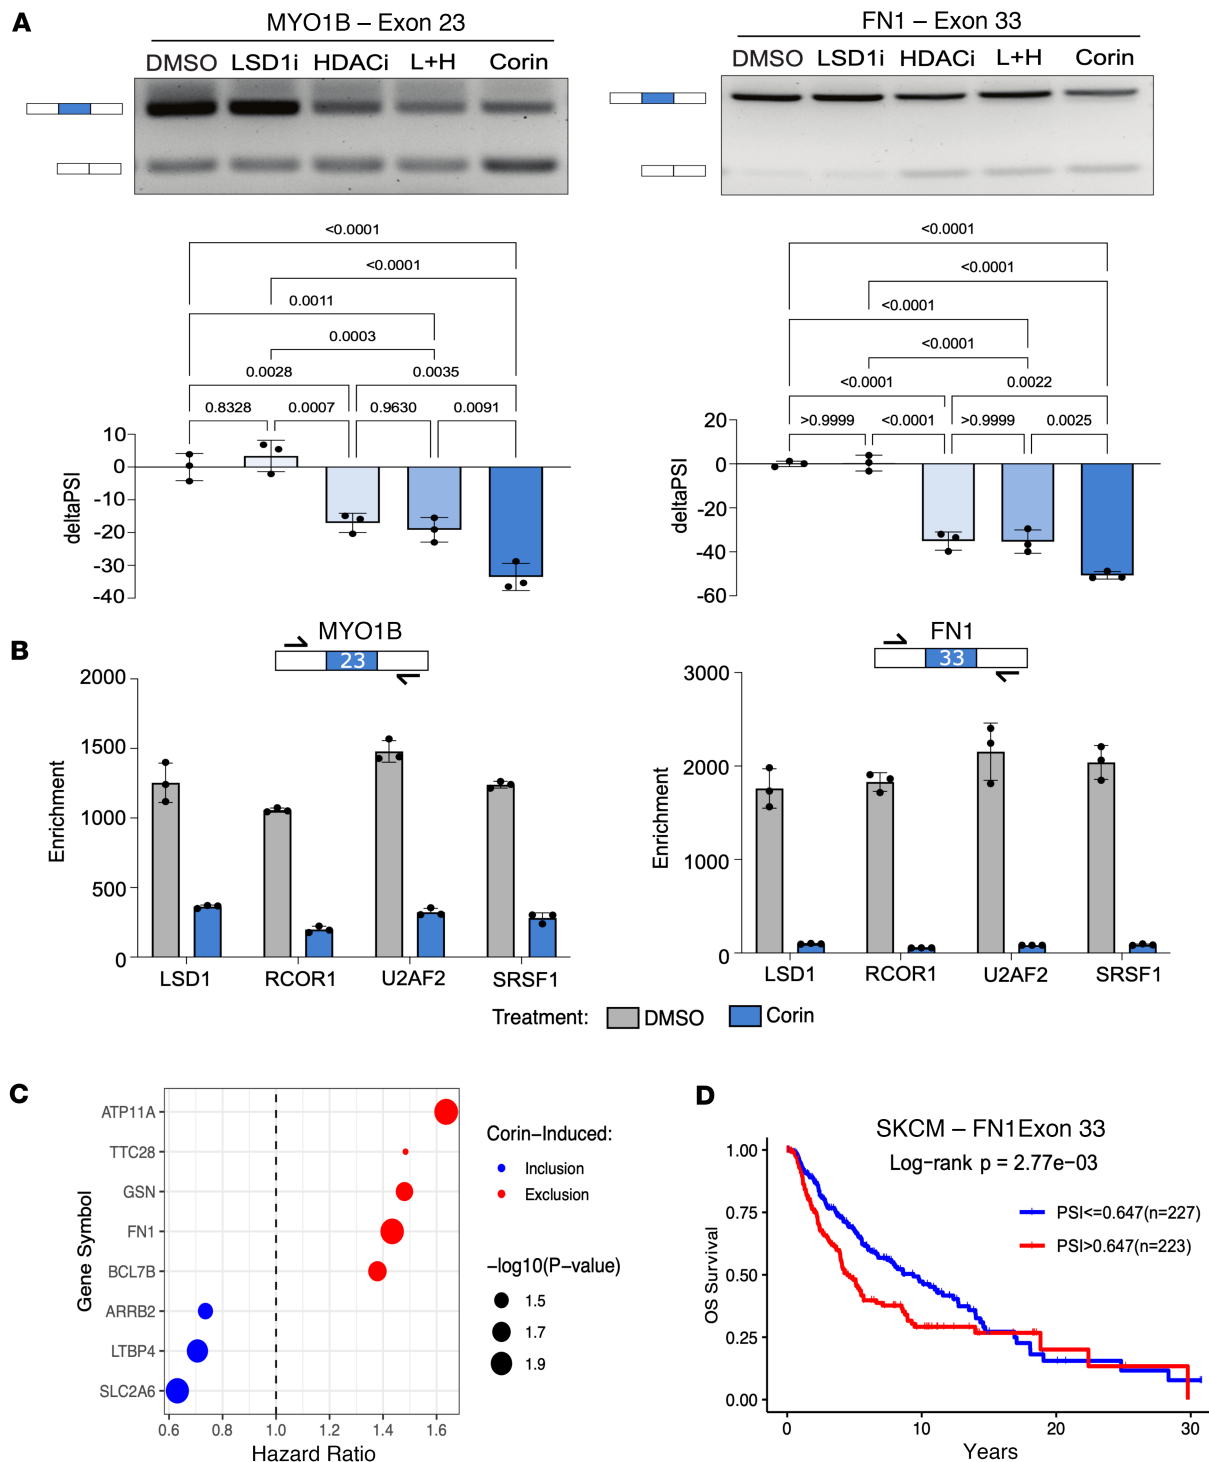 A
MYO1B – Exon 23
DMSO LSD1i HDACi L+H Corin
<0.0001
<0.0001
0.0011
0.0003
0.0028 0.0035
0.8328 0.0007 0.9630 0.0091
deltaPSI
10
0
-10
-20
-30
-40
FN1 – Exon 33
DMSO LSD1i HDACi L+H Corin
<0.0001
<0.0001
<0.0001
<0.0001
<0.0001 0.0022
>0.9999 <0.0001 >0.9999 0.0025
deltaPSI
20
0
-20
-40
-60
B
MYO1B
23
Enrichment
2000
1500
1000
500
0
LSD1 RCOR1 U2AF2 SRSF1
FN1
33
Enrichment
3000
2000
1000
0
LSD1 RCOR1 U2AF2 SRSF1
Treatment: DMSO Corin
C
Gene Symbol
ATP11A
TTC28
GSN
FN1
BCL7B
ARRB2
LTBP4
SLC2A6
0.6 0.8 1.0 1.2 1.4 1.6
Hazard Ratio
Corin–Induced:
Inclusion
Exclusion
-log10(P-value)
1.5
1.7
1.9
D
SKCM – FN1Exon 33
Log-rank p = 2.77e–03
PSI<=0.647(n=227)
PSI>0.647(n=223)
OS Survival
1.00
0.75
0.50
0.25
0.00
0 10 20 30
Years